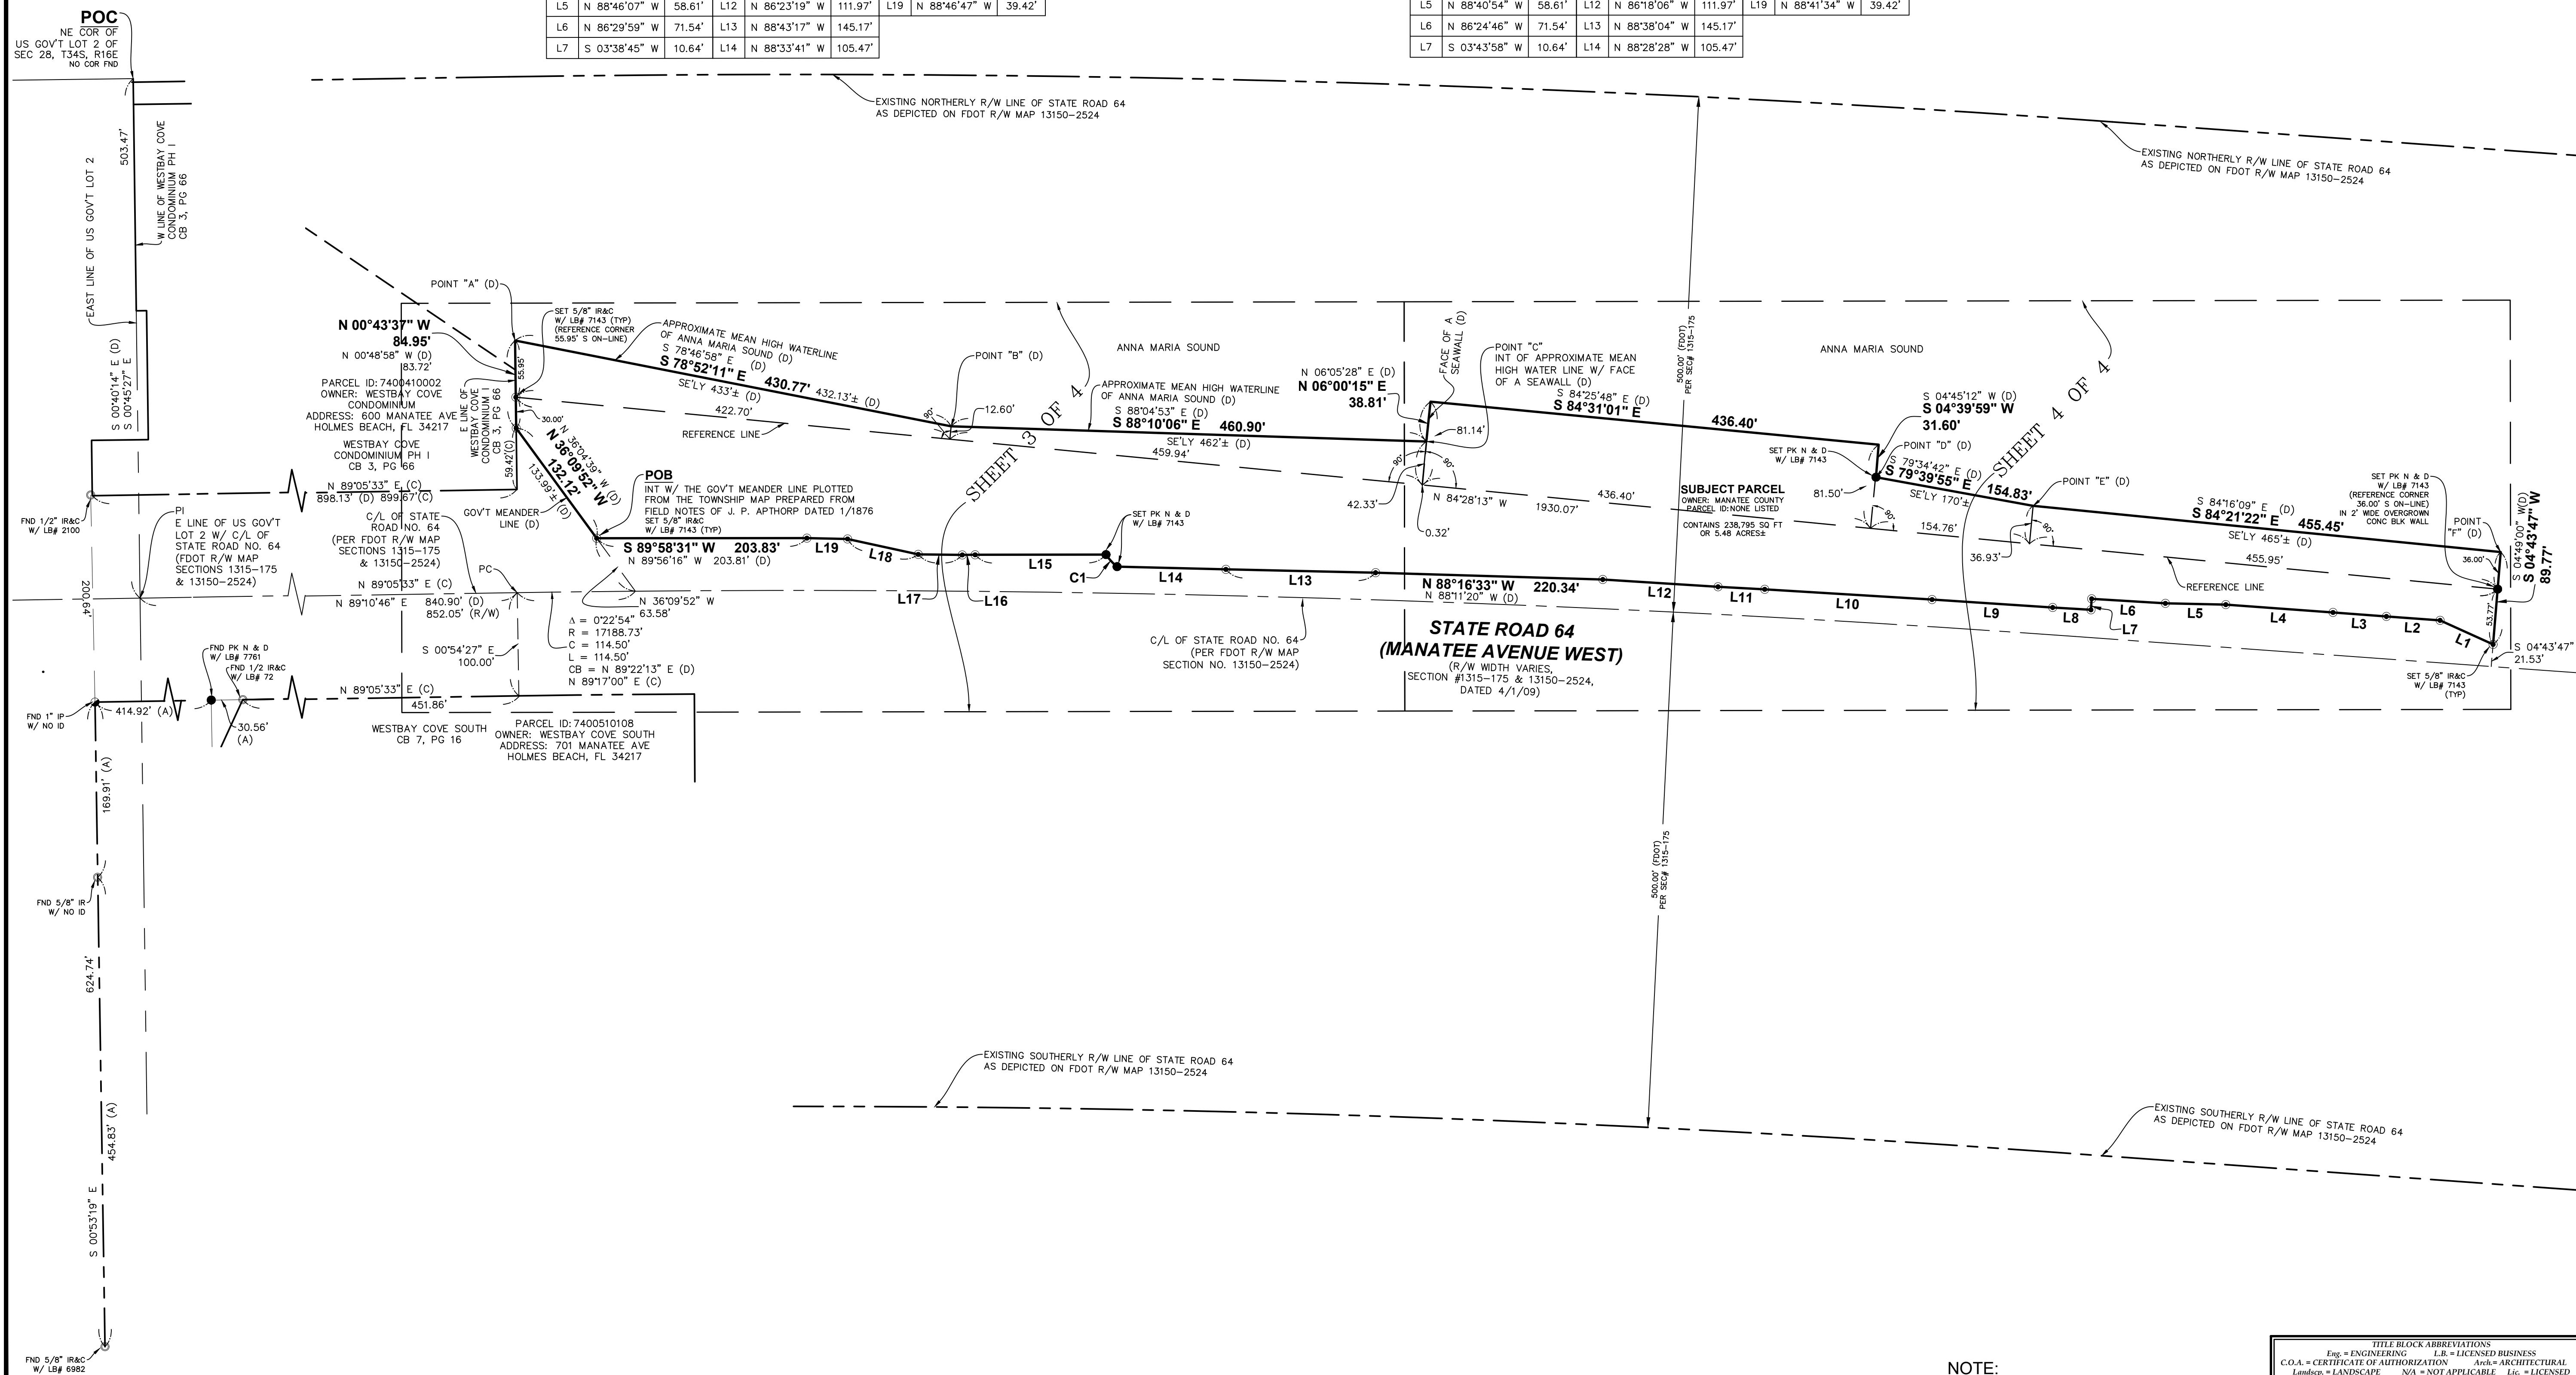 L5 N 88°46'07" W 58.61' L12 N 86°23'19" W 111.97' L19 N 88°46'47" W 39.42'
L6 N 86°29'59" W 71.54' L13 N 88°43'17" W 145.17'
L7 S 03°38'45" W 10.64' L14 N 88°33'41" W 105.47'
L5 N 88°40'54" W 58.61' L12 N 86°18'06" W 111.97' L19 N 88°41'34" W 39.42'
L6 N 86°24'46" W 71.54' L13 N 88°38'04" W 145.17'
L7 S 03°43'58" W 10.64' L14 N 88°28'28" W 105.47'
POC
NE COR OF
US GOV'T LOT 2 OF
SEC 28, T34S, R16E
NO COR FND
503.47'
EAST LINE OF US GOV'T LOT 2
W LINE OF WESTBAY COVE
CONDOMINIUM PH I
CB 3, PG 66
S 00°40'14" E (D)
S 00°45'27" E
EXISTING NORTHERLY R/W LINE OF STATE ROAD 64
AS DEPICTED ON FDOT R/W MAP 13150-2524
EXISTING NORTHERLY R/W LINE OF STATE ROAD 64
AS DEPICTED ON FDOT R/W MAP 13150-2524
POINT "A" (D)
N 00°43'37" W
84.95'
N 00°48'58" W (D)
83.72'
PARCEL ID: 7400410002
OWNER: WESTBAY COVE
CONDOMINIUM
ADDRESS: 600 MANATEE AVE
HOLMES BEACH, FL 34217
WESTBAY COVE
CONDOMINIUM PH I
CB 3, PG 66
E LINE OF
WESTBAY COVE
CONDOMINIUM I
CB 3, PG 66
55.95'
30.00'
59.42'(C)
SET 5/8" IR&C
W/ LB# 7143 (TYP)
(REFERENCE CORNER
55.95' S ON-LINE)
APPROXIMATE MEAN HIGH WATERLINE
OF ANNA MARIA SOUND (D)
S 78°46'58" E (D)
S 78°52'11" E 430.77' 432.13'± (D)
SE'LY 433'± (D)
422.70'
REFERENCE LINE
90°
POINT "B" (D)
12.60'
ANNA MARIA SOUND
APPROXIMATE MEAN HIGH WATERLINE
OF ANNA MARIA SOUND (D)
S 88°04'53" E (D)
S 88°10'06" E 460.90'
SE'LY 462'± (D)
459.94'
SHEET 3 OF 4
N 06°05'28" E (D)
N 06°00'15" E
38.81'
FACE OF A
SEAWALL (D)
POINT "C"
INT OF APPROXIMATE MEAN
HIGH WATER LINE W/ FACE
OF A SEAWALL (D)
81.14'
90°
90°
42.33'
0.32'
S 84°25'48" E (D)
S 84°31'01" E 436.40'
N 84°28'13" W 1930.07'
436.40'
500.00' (FDOT)
PER SEC# 1315-175
SUBJECT PARCEL
OWNER: MANATEE COUNTY
PARCEL ID:NONE LISTED
CONTAINS 238,795 SQ FT
OR 5.48 ACRES±
ANNA MARIA SOUND
S 04°45'12" W (D)
S 04°39'59" W
31.60'
POINT "D" (D)
SET PK N & D
W/ LB# 7143
81.50'
90°
S 79°34'42" E (D)
S 79°39'55" E 154.83'
SE'LY 170'±
154.76'
SHEET 4 OF 4
POINT "E" (D)
36.93'
90°
S 84°16'09" E (D)
S 84°21'22" E 455.45'
SE'LY 465'± (D)
455.95'
REFERENCE LINE
SET PK N & D
W/ LB# 7143
(REFERENCE CORNER
36.00' S ON-LINE)
IN 2' WIDE OVERGROWN
CONC BLK WALL
POINT
"F" (D)
36.00'
53.77'
S 04°49'00" W(D)
S 04°43'47" W
89.77'
S 04°43'47"
21.53'
SET 5/8" IR&C
W/ LB# 7143
(TYP)
N 36°04'39" W (D)
N 36°09'52" W
132.12'
133.99'± (D)
GOV'T MEANDER
LINE (D)
POB
INT W/ THE GOV'T MEANDER LINE PLOTTED
FROM THE TOWNSHIP MAP PREPARED FROM
FIELD NOTES OF J. P. APTHORP DATED 1/1876
SET 5/8" IR&C
W/ LB# 7143 (TYP)
S 89°58'31" W 203.83'
N 89°56'16" W 203.81' (D)
L19
L18
L17
L16
L15
C1
SET PK N & D
W/ LB# 7143
L14
L13
N 88°16'33" W 220.34'
N 88°11'20" W (D)
L12
L11
L10
L9
L8
L7
L6
L5
L4
L3
L2
L1
N 89°05'33" E (C)
898.13' (D) 899.67'(C)
FND 1/2" IR&C
W/ LB# 2100
PI
E LINE OF US GOV'T
LOT 2 W/ C/L OF
STATE ROAD NO. 64
(FDOT R/W MAP
SECTIONS 1315-175
& 13150-2524)
C/L OF STATE
ROAD NO. 64
(PER FDOT R/W MAP
SECTIONS 1315-175
& 13150-2524)
PC
N 89°05'33" E (C)
N 89°10'46" E 840.90' (D)
852.05' (R/W)
200.64'
N 36°09'52" W
63.58'
Δ = 0°22'54"
R = 17188.73'
C = 114.50'
L = 114.50'
CB = N 89°22'13" E (D)
N 89°17'00" E (C)
S 00°54'27" E
100.00'
C/L OF STATE ROAD NO. 64
(PER FDOT R/W MAP
SECTION NO. 13150-2524)
STATE ROAD 64
(MANATEE AVENUE WEST)
(R/W WIDTH VARIES,
SECTION #1315-175 & 13150-2524,
DATED 4/1/09)
FND PK N & D
W/ LB# 7761
FND 1/2 IR&C
W/ LB# 72
N 89°05'33" E (C)
451.86'
FND 1" IP
W/ NO ID
414.92' (A)
30.56'
(A)
WESTBAY COVE SOUTH
CB 7, PG 16
PARCEL ID: 7400510108
OWNER: WESTBAY COVE SOUTH
ADDRESS: 701 MANATEE AVE
HOLMES BEACH, FL 34217
169.91' (A)
FND 5/8" IR
W/ NO ID
624.74'
454.83' (A)
S 00°53'19" E
FND 5/8" IR&C
W/ LB# 6982
500.00' (FDOT)
PER SEC# 1315-175
EXISTING SOUTHERLY R/W LINE OF STATE ROAD 64
AS DEPICTED ON FDOT R/W MAP 13150-2524
EXISTING SOUTHERLY R/W LINE OF STATE ROAD 64
AS DEPICTED ON FDOT R/W MAP 13150-2524
NOTE:
TITLE BLOCK ABBREVIATIONS
Eng. = ENGINEERING L.B. = LICENSED BUSINESS
C.O.A. = CERTIFICATE OF AUTHORIZATION Arch.= ARCHITECTURAL
Landscp. = LANDSCAPE N/A = NOT APPLICABLE Lic. = LICENSED